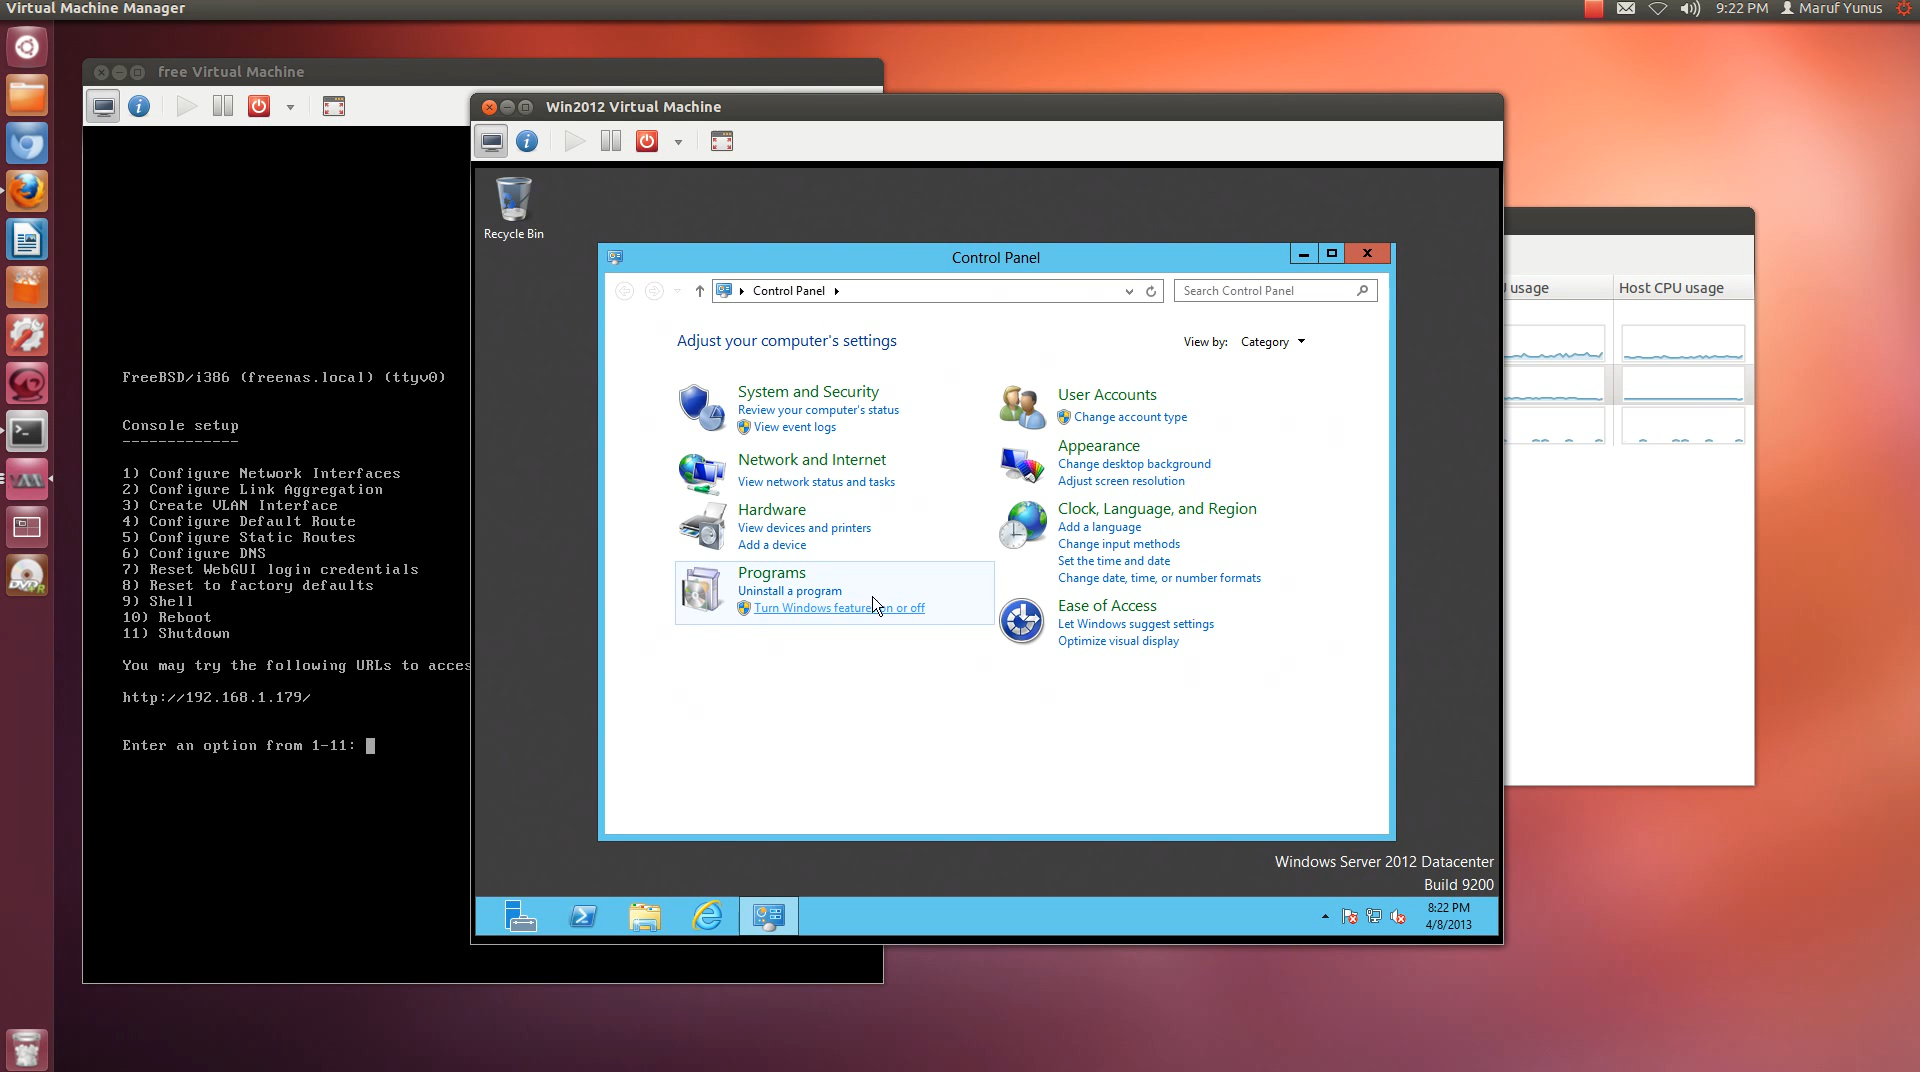 Virtual Machine Manager
9:22 PM
Maruf Yunus
free Virtual Machine
FreeBSD/i386 (freenas.local) (ttyv0)
Console setup
-------------
1) Configure Network Interfaces
2) Configure Link Aggregation
3) Create VLAN Interface
4) Configure Default Route
5) Configure Static Routes
6) Configure DNS
7) Reset WebGUI login credentials
8) Reset to factory defaults
9) Shell
10) Reboot
11) Shutdown
You may try the following URLs to acces
http://192.168.1.179/
Enter an option from 1-11:
Win2012 Virtual Machine
Recycle Bin
Control Panel
Control Panel
Search Control Panel
Adjust your computer's settings
View by: Category
System and Security
Review your computer's status
View event logs
Network and Internet
View network status and tasks
Hardware
View devices and printers
Add a device
Programs
Uninstall a program
Turn Windows features on or off
User Accounts
Change account type
Appearance
Change desktop background
Adjust screen resolution
Clock, Language, and Region
Add a language
Change input methods
Set the time and date
Change date, time, or number formats
Ease of Access
Let Windows suggest settings
Optimize visual display
Windows Server 2012 Datacenter
Build 9200
8:22 PM
4/8/2013
usage
Host CPU usage